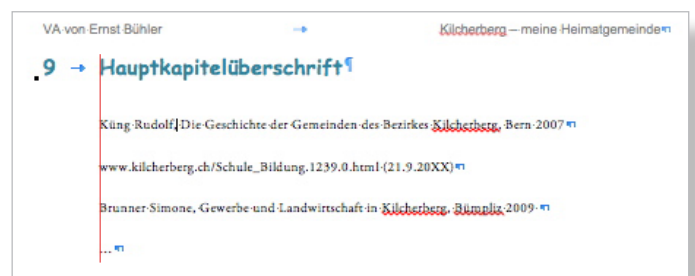 VA von Ernst Bühler → Kilcherberg – meine Heimatgemeinde
9 → Hauptkapitelüberschrift¶
Küng Rudolf, Die Geschichte der Gemeinden des Bezirkes Kilcherberg, Bern 2007
www.kilcherberg.ch/Schule_Bildung.1239.0.html (21.9.20XX)
Brunner Simone, Gewerbe und Landwirtschaft in Kilcherberg, Bümpliz 2009
...